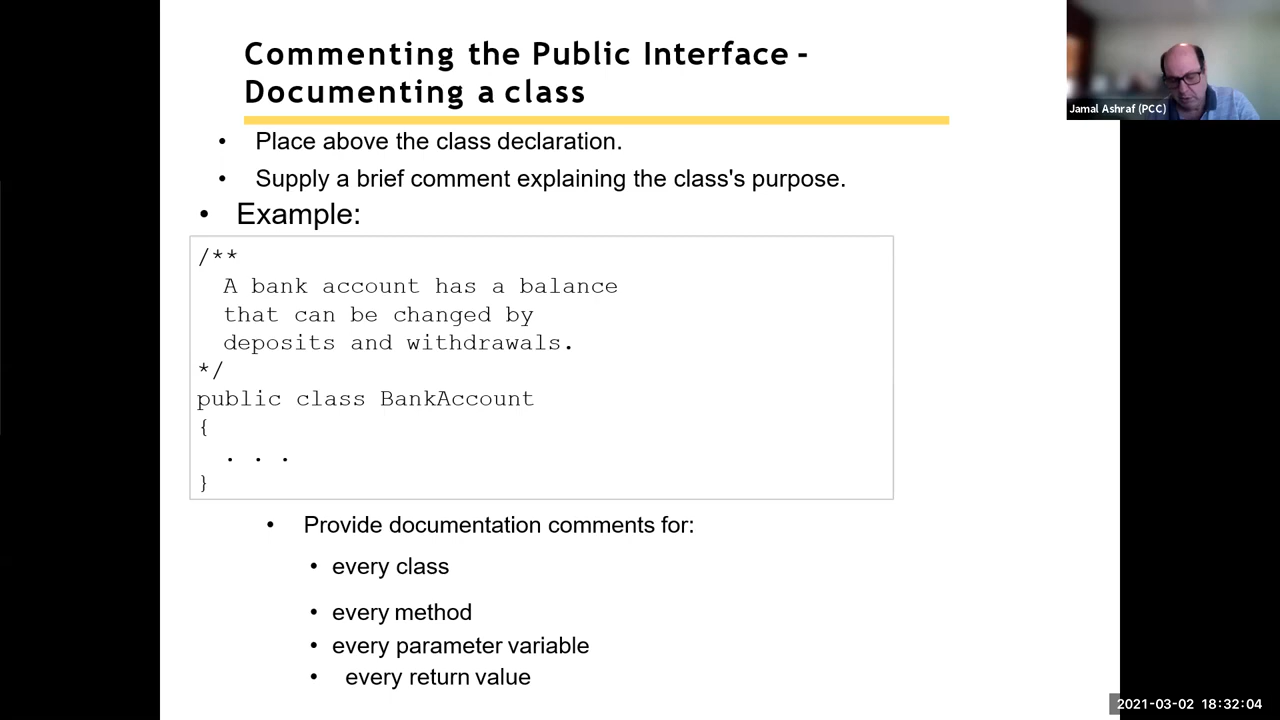 Commenting the Public Interface -
Documenting a class
Jamal Ashraf (PCC)
• Place above the class declaration.
• Supply a brief comment explaining the class's purpose.
• Example:
/**
A bank account has a balance
that can be changed by
deposits and withdrawals.
*/
public class BankAccount
{
. . .
}
• Provide documentation comments for:
• every class
• every method
• every parameter variable
• every return value
2021-03-02 18:32:04